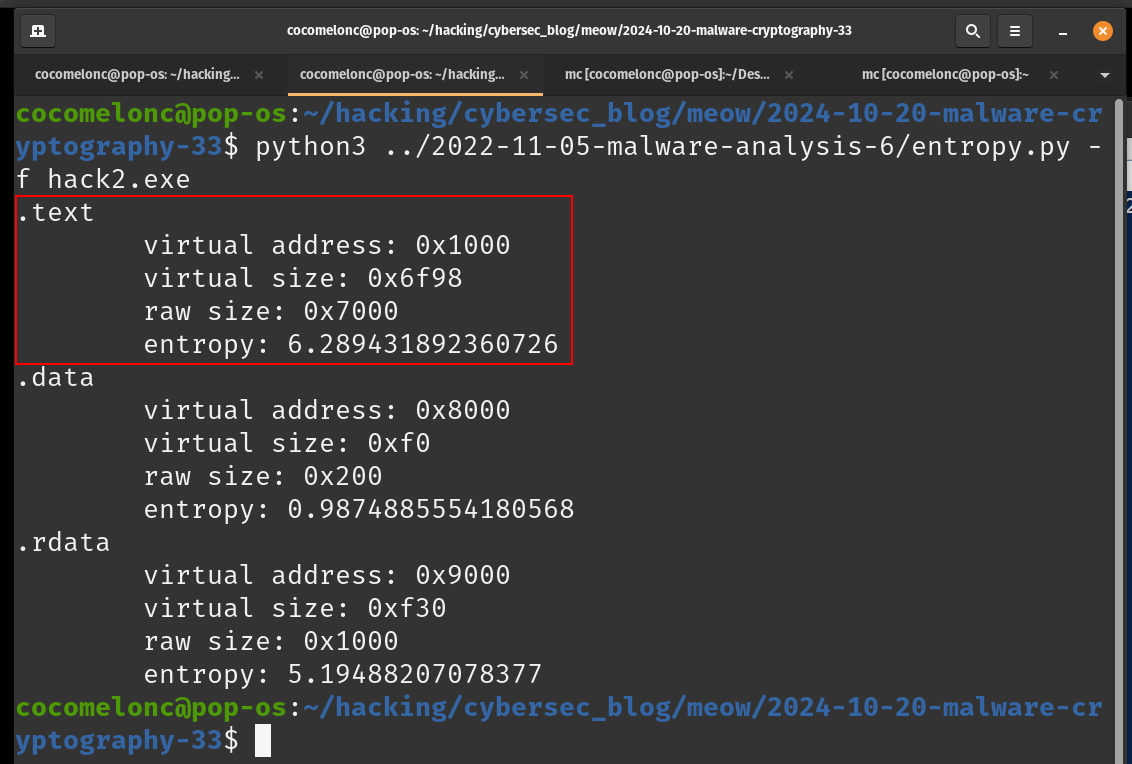 cocomelonc@pop-os: ~/hacking/cybersec_blog/meow/2024-10-20-malware-cryptography-33
cocomelonc@pop-os: ~/hacking... × cocomelonc@pop-os: ~/hacking... × mc [cocomelonc@pop-os]:~/Des... × mc [cocomelonc@pop-os]:~ ×
cocomelonc@pop-os:~/hacking/cybersec_blog/meow/2024-10-20-malware-cr
yptography-33$ python3 ../2022-11-05-malware-analysis-6/entropy.py -
f hack2.exe
.text
virtual address: 0x1000
virtual size: 0x6f98
raw size: 0x7000
entropy: 6.289431892360726
.data
virtual address: 0x8000
virtual size: 0xf0
raw size: 0x200
entropy: 0.9874885554180568
.rdata
virtual address: 0x9000
virtual size: 0xf30
raw size: 0x1000
entropy: 5.19488207078377
cocomelonc@pop-os:~/hacking/cybersec_blog/meow/2024-10-20-malware-cr
yptography-33$